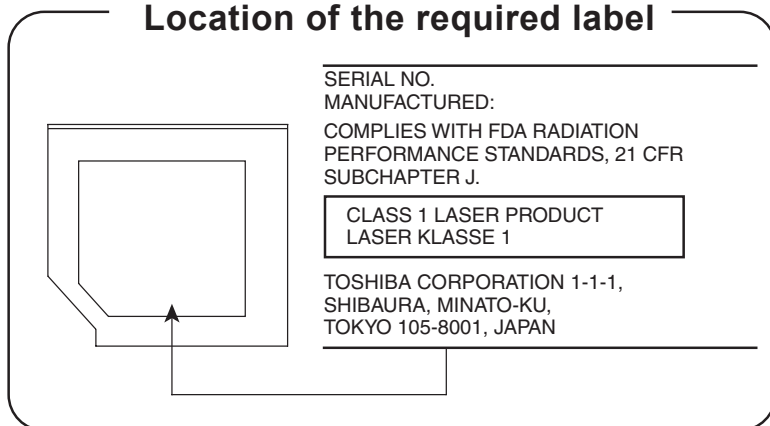 Location of the required label
SERIAL NO.
MANUFACTURED:
COMPLIES WITH FDA RADIATION
PERFORMANCE STANDARDS, 21 CFR
SUBCHAPTER J.
CLASS 1 LASER PRODUCT
LASER KLASSE 1
TOSHIBA CORPORATION 1-1-1,
SHIBAURA, MINATO-KU,
TOKYO 105-8001, JAPAN